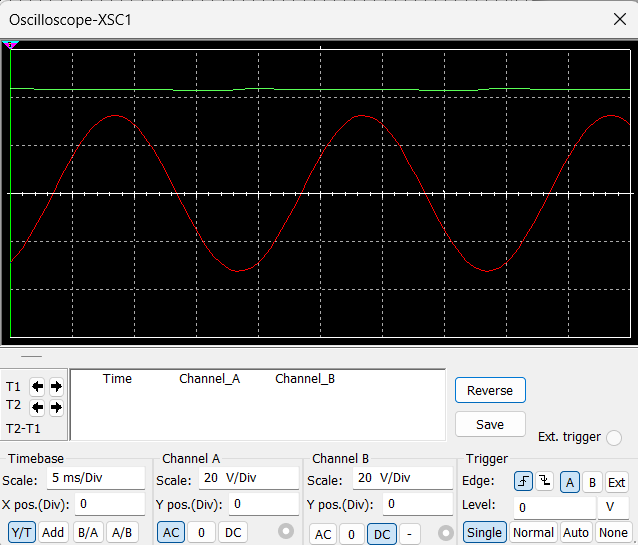 Oscilloscope-XSC1
Time Channel_A Channel_B
T1
T2
T2-T1
Reverse
Save
Ext. trigger
Timebase Channel A Channel B Trigger
Scale: 5 ms/Div Scale: 20 V/Div Scale: 20 V/Div Edge: A B Ext
X pos.(Div): 0 Y pos.(Div): 0 Y pos.(Div): 0 Level: 0 V
Y/T Add B/A A/B AC 0 DC AC 0 DC - Single Normal Auto None